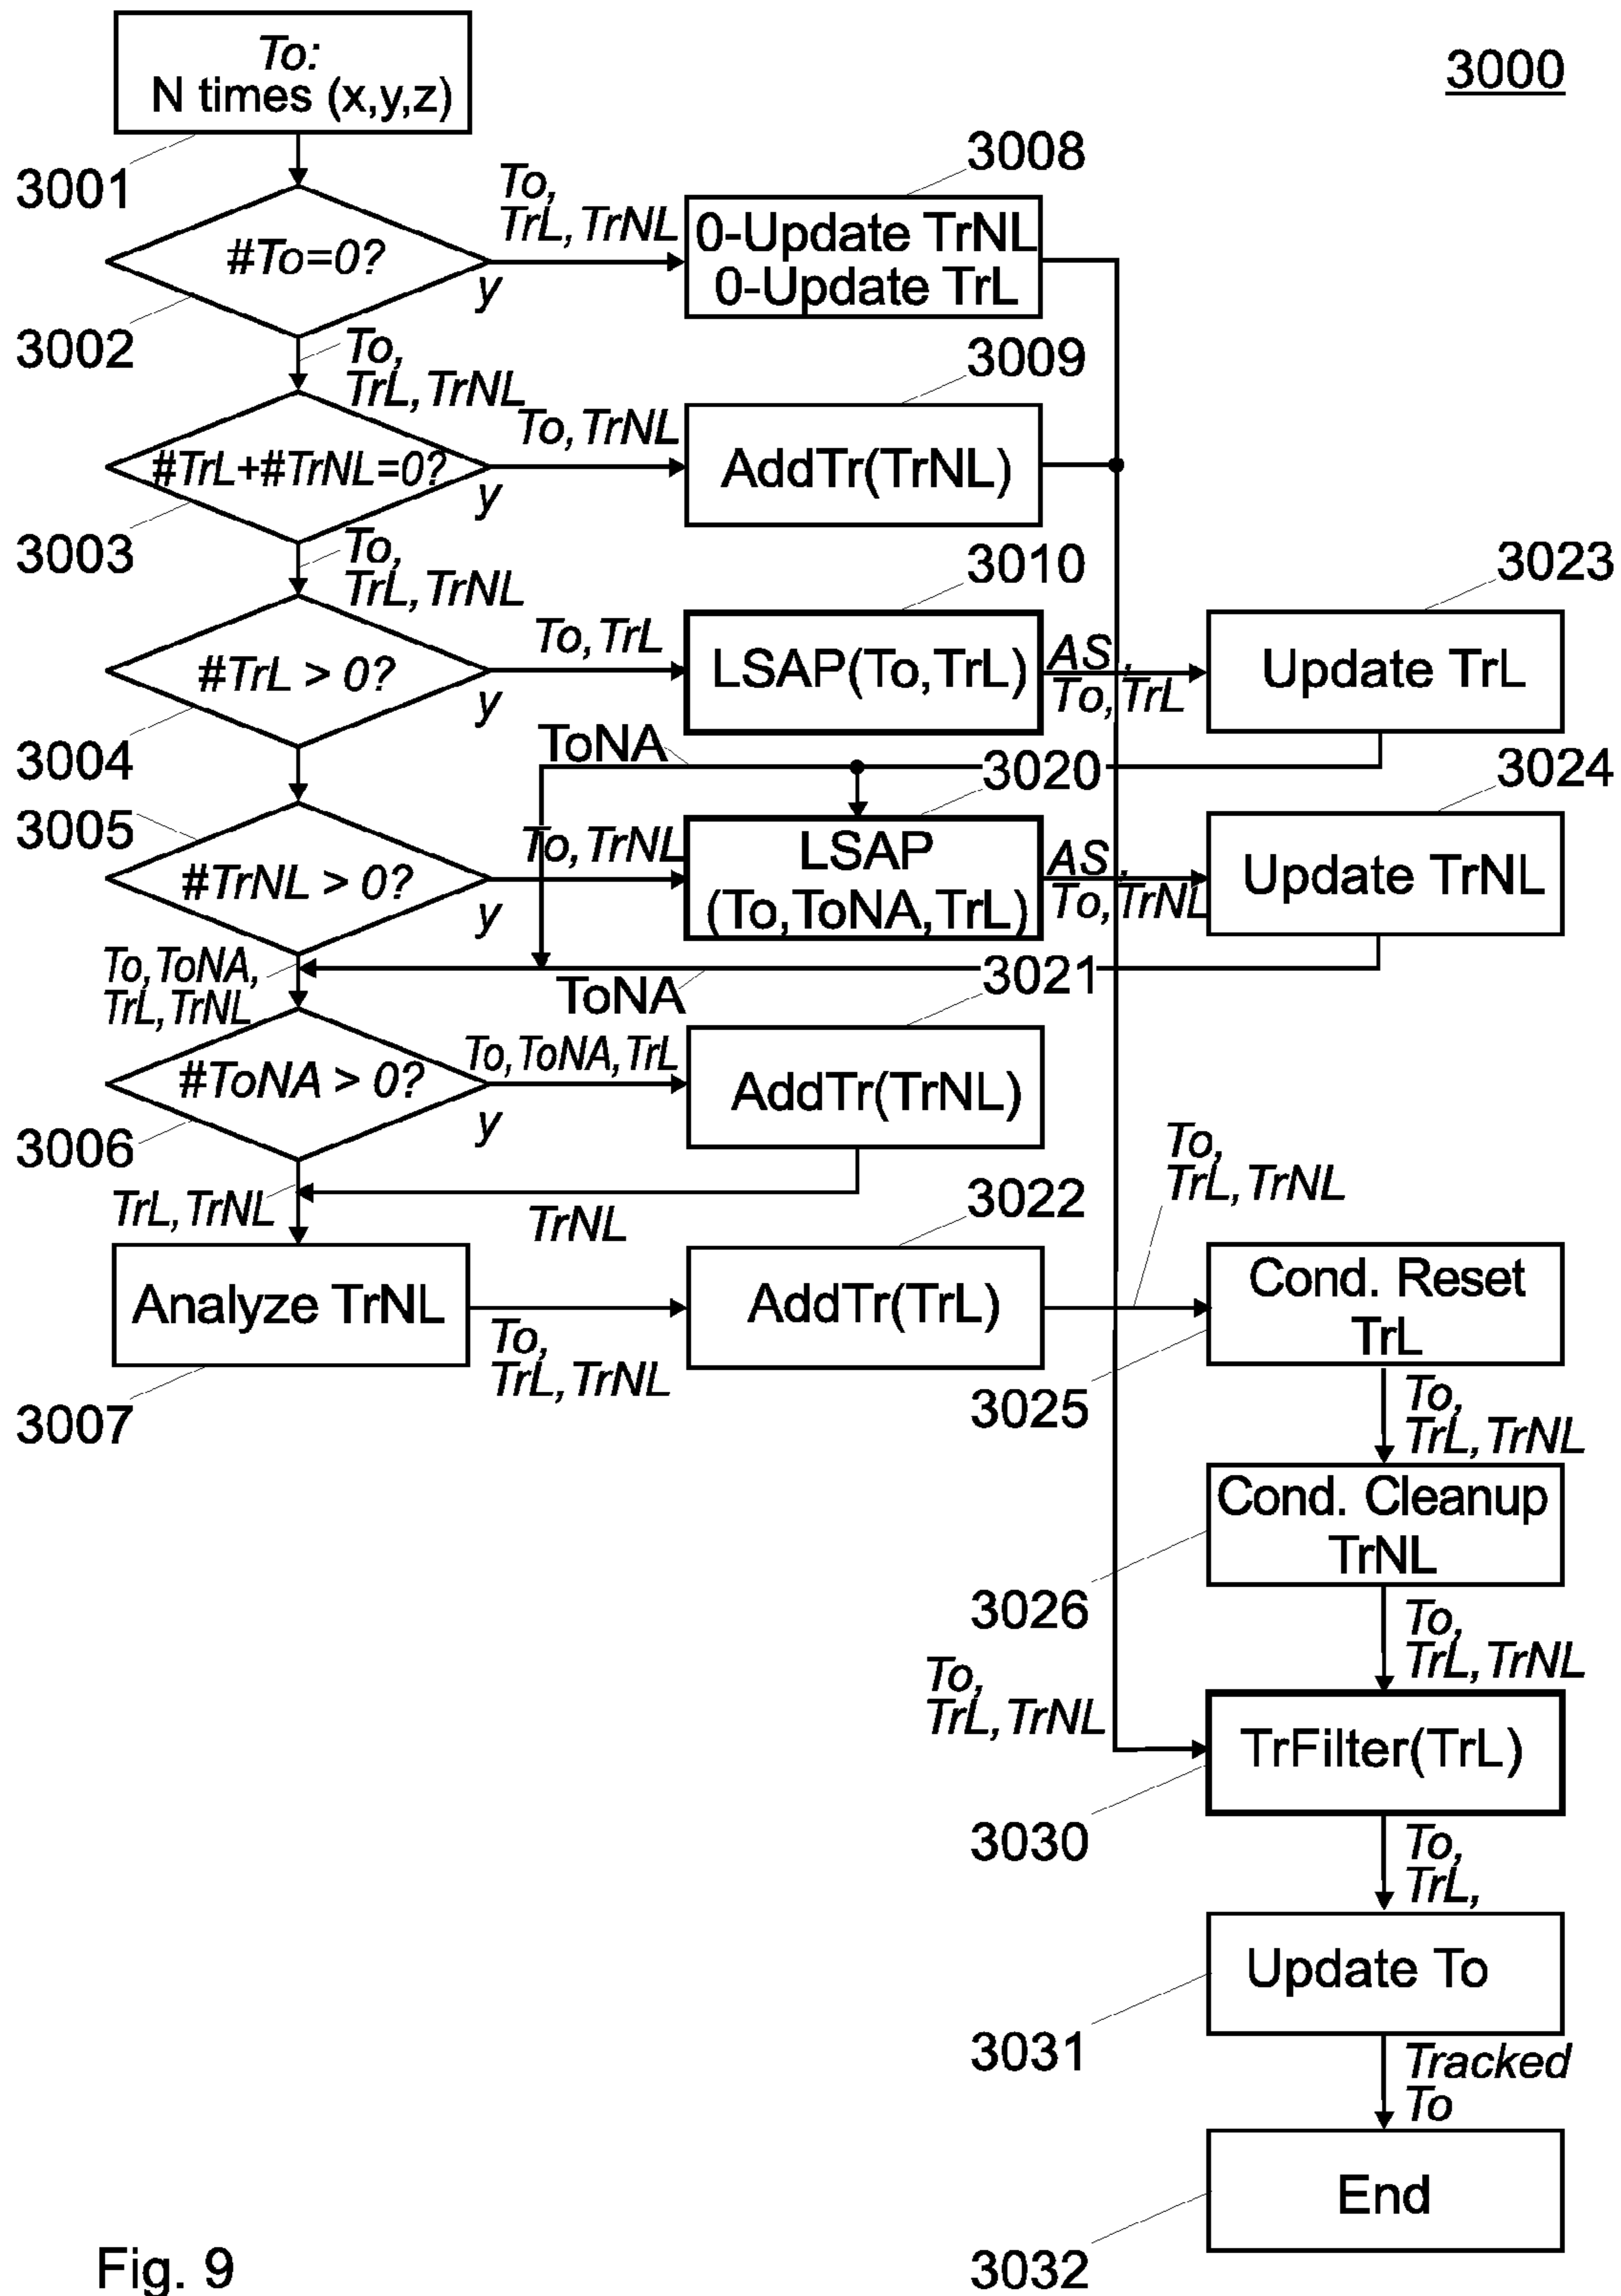 To:
N times (x,y,z)
3000
3001
#To=0?
To,
TrL,TrNL
y
3008
0-Update TrNL
0-Update TrL
3002
To,
TrL,TrNL
#TrL+#TrNL=0?
To,TrNL
y
3009
AddTr(TrNL)
3003
To,
TrL,TrNL
#TrL > 0?
To,TrL
y
3010
LSAP(To,TrL)
AS,
To,TrL
3023
Update TrL
3004
ToNA
3020
3005
#TrNL > 0?
To,TrNL
y
LSAP
(To,ToNA,TrL)
AS,
To,TrNL
3024
Update TrNL
To,ToNA,
TrL,TrNL
ToNA
3021
#ToNA > 0?
To,ToNA,TrL
y
AddTr(TrNL)
3006
TrL,TrNL
TrNL
3022
To,
TrL,TrNL
Analyze TrNL
To,
TrL,TrNL
AddTr(TrL)
Cond. Reset
TrL
3007
3025
To,
TrL,TrNL
Cond. Cleanup
TrNL
3026
To,
TrL,TrNL
To,
TrL,TrNL
TrFilter(TrL)
3030
To,
TrL,
Update To
3031
Tracked
To
End
3032
Fig. 9